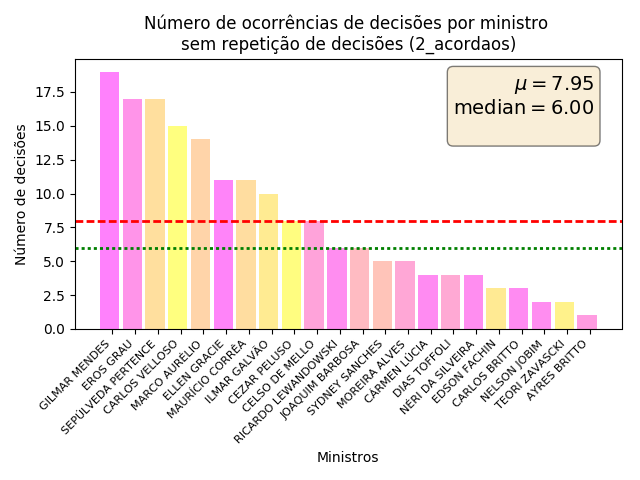 Número de ocorrências de decisões por ministro
sem repetição de decisões (2_acordaos)
μ = 7.95
median = 6.00
Número de decisões
17.5
15.0
12.5
10.0
7.5
5.0
2.5
0.0
GILMAR MENDES
EROS GRAU
SEPÚLVEDA PERTENCE
CARLOS VELLOSO
MARCO AURÉLIO
ELLEN GRACIE
MAURÍCIO CORRÊA
ILMAR GALVÃO
CEZAR PELUSO
CELSO DE MELLO
RICARDO LEWANDOWSKI
JOAQUIM BARBOSA
SYDNEY SANCHES
MOREIRA ALVES
CÁRMEN LÚCIA
DIAS TOFFOLI
NÉRI DA SILVEIRA
EDSON FACHIN
CARLOS BRITTO
NELSON JOBIM
TEORI ZAVASCKI
AYRES BRITTO
Ministros